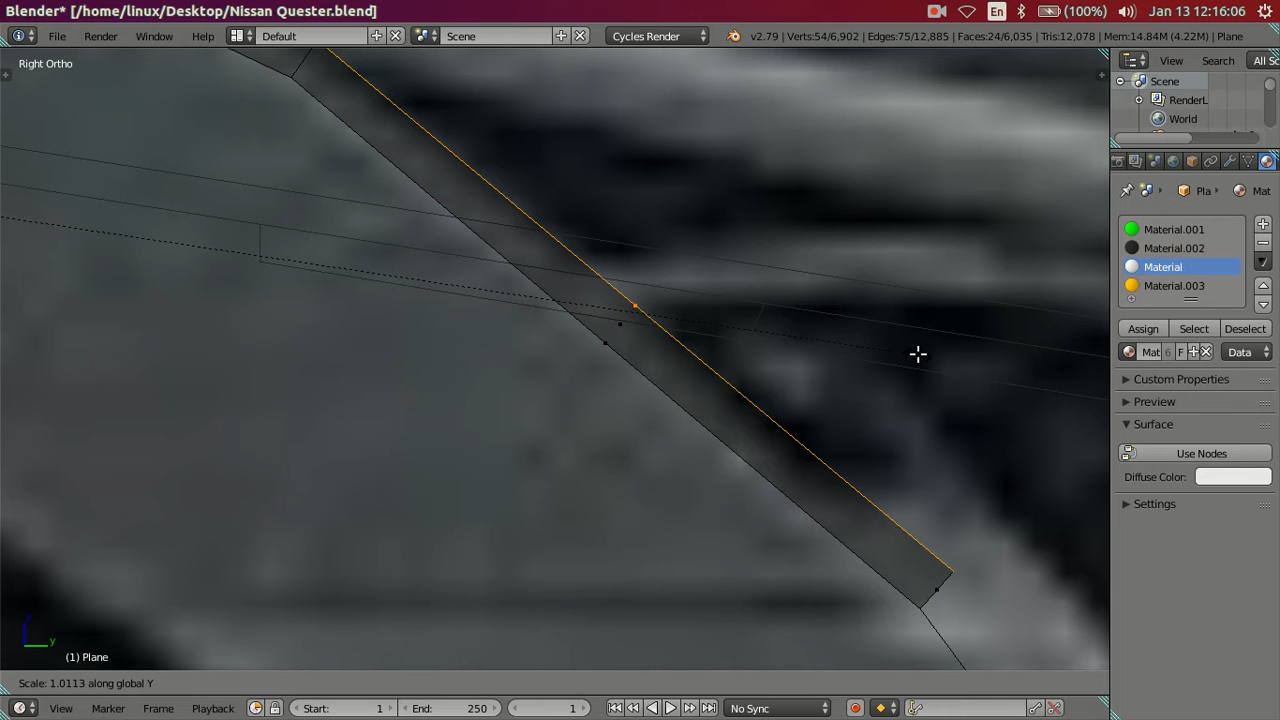 Blender* [/home/linux/Desktop/Nissan Quester.blend]
En
(100%)
Jan 13 12:16:06
File
Render
Window
Help
Default
Scene
Cycles Render
v2.79 | Verts:54/6,902 | Edges:75/12,885 | Faces:24/6,035 | Tris:12,078 | Mem:14.84M (4.22M) | Plane
View
Search
All Sc
Right Ortho
Scene
RenderL
World
Pla
Mat
Material.001
Material.002
Material
Material.003
Assign
Select
Deselect
Mat
6
F
Data
Custom Properties
Preview
Surface
Use Nodes
Diffuse Color:
Settings
y
(1) Plane
Scale: 1.0113 along global Y
View
Marker
Frame
Playback
Start: 1
End: 250
1
No Sync